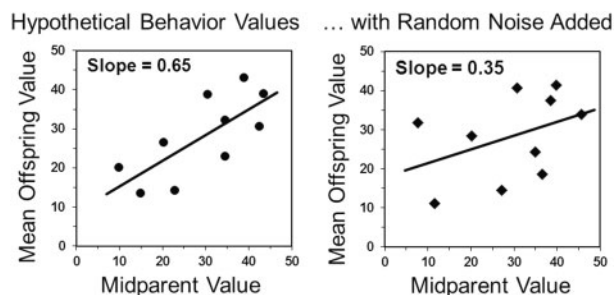 Hypothetical Behavior Values
... with Random Noise Added
Mean Offspring Value
50
40
30
20
10
0
Slope = 0.65
0 10 20 30 40 50
Midparent Value
Mean Offspring Value
50
40
30
20
10
0
Slope = 0.35
0 10 20 30 40 50
Midparent Value